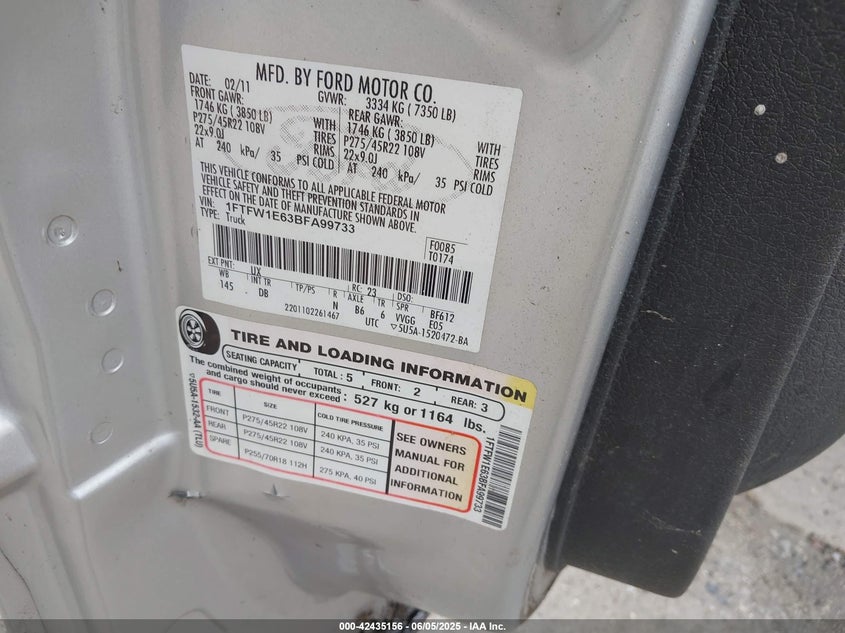 MFD. BY FORD MOTOR CO.
DATE: 02/11 GVWR: 3334 KG ( 7350 LB)
FRONT GAWR: REAR GAWR:
1746 KG ( 3850 LB) WITH 1746 KG ( 3850 LB) WITH
P275/45R22 108V TIRES P275/45R22 108V TIRES
22x9.0J RIMS 22x9.0J RIMS
AT 240 kPa/ 35 PSI COLD AT 240 kPa/ 35 PSI COLD
THIS VEHICLE CONFORMS TO ALL APPLICABLE FEDERAL MOTOR
VEHICLE SAFETY AND THEFT PREVENTION STANDARDS IN
EFFECT ON THE DATE OF MANUFACTURE SHOWN ABOVE.
VIN: 1FTFW1E63BFA99733
TYPE: Truck
F0085
T0174
EXT PNT: UX RC: 23 DSO:
WB INT TR TP/PS R AXLE TR SPR BF612
145 DB N B6 6 VVGG E05
2201102261467 UTC ▽5U5A-1520472-BA
TIRE AND LOADING INFORMATION
SEATING CAPACITY TOTAL : 5 FRONT: 2 REAR: 3
The combined weight of occupants
and cargo should never exceed : 527 kg or 1164 lbs.
TIRE SIZE COLD TIRE PRESSURE
FRONT P275/45R22 108V 240 KPA, 35 PSI
REAR P275/45R22 108V 240 KPA, 35 PSI
SPARE P255/70R18 112H 275 KPA, 40 PSI
SEE OWNERS
MANUAL FOR
ADDITIONAL
INFORMATION
▽5U5A-1532-AA (TLU)
1FTFW1E63BFA99733
000-42435156 - 06/05/2025 - IAA Inc.